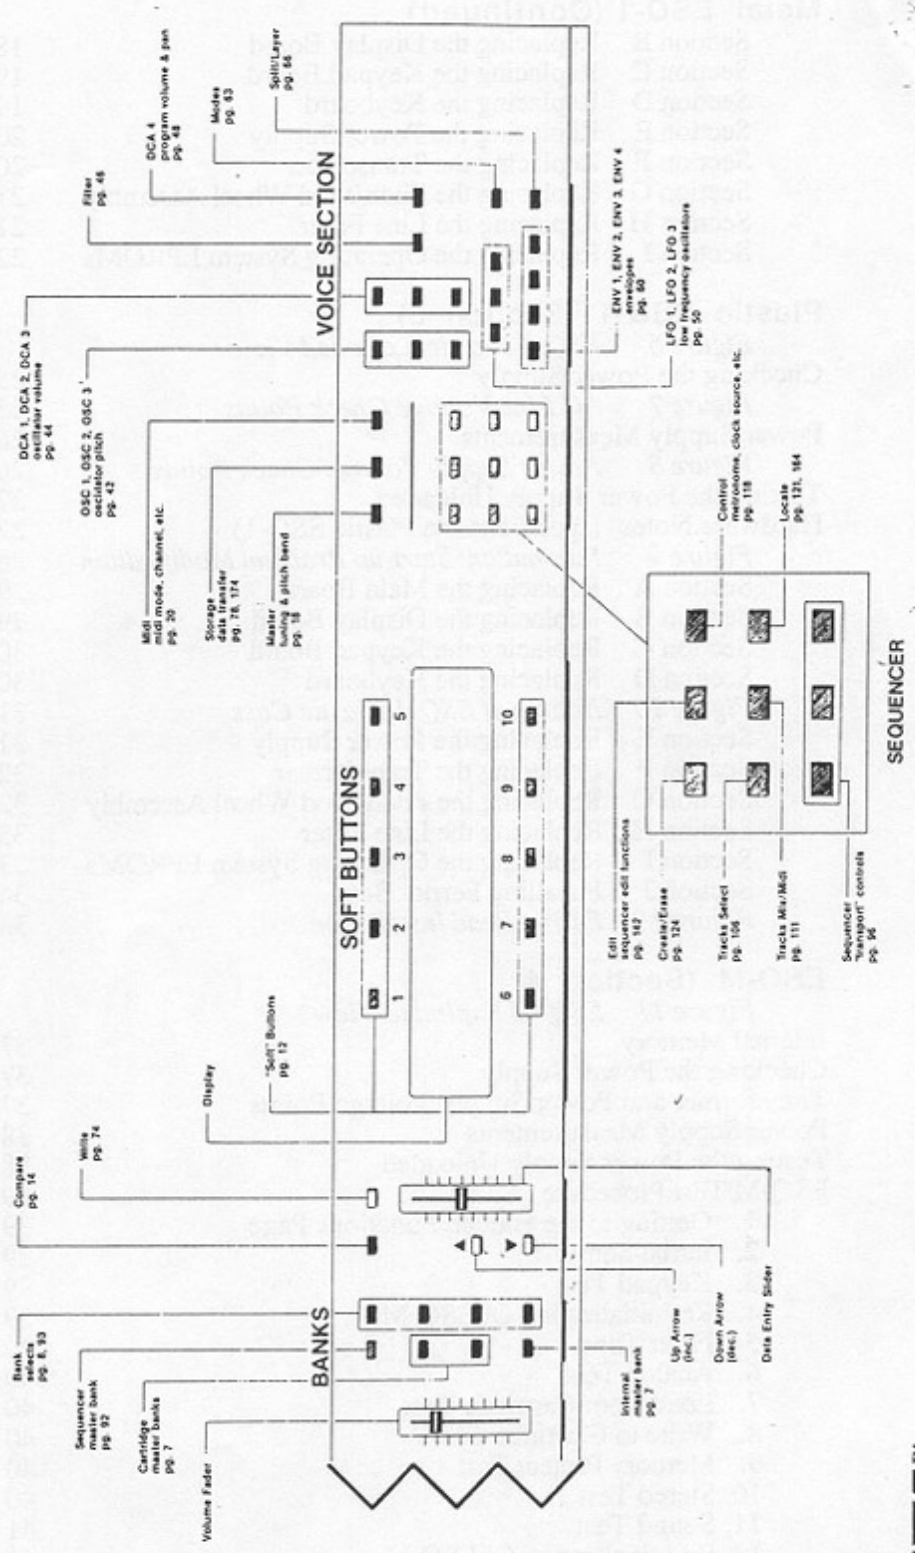 Volume Fader
Cartridge
master banks
pg. 7
Sequencer
master bank
pg. 92
Bank
selects
pg. 6, 93
Compare
pg. 14
Write
pg. 74
Display
"Soft" Buttons
pg. 12
Midi
midi mode, channel, etc.
pg. 20
Storage
data transfer
pg. 78, 174
Master
tuning & pitch bend
OSC 1, OSC 2, OSC 3
oscillator pitch
pg. 42
DCA 1, DCA 2, DCA 3
oscillator volume
pg. 44
Filter
pg. 46
DCA 4
program volume & pan
pg. 48
Modes
pg. 53
Split/Layer
pg. 66
BANKS
SOFT BUTTONS
VOICE SECTION
1 2 3 4 5
6 7 8 9 10
Internal
master bank
pg. 7
Up Arrow
(inc.)
Down Arrow
(dec.)
Data Entry Slider
ENV 1, ENV 2, ENV 3, ENV 4
envelopes
pg. 60
LFO 1, LFO 2, LFO 3
low frequency oscillators
pg. 50
Edit
sequencer edit functions
pg. 142
Create/Erase
pg. 124
Tracks Select
pg. 106
Tracks Mix/Midi
pg. 111
Sequencer
"transport" controls
pg. 96
Control
metronome, clock source, etc.
pg. 118
Locate
pg. 121, 164
SEQUENCER